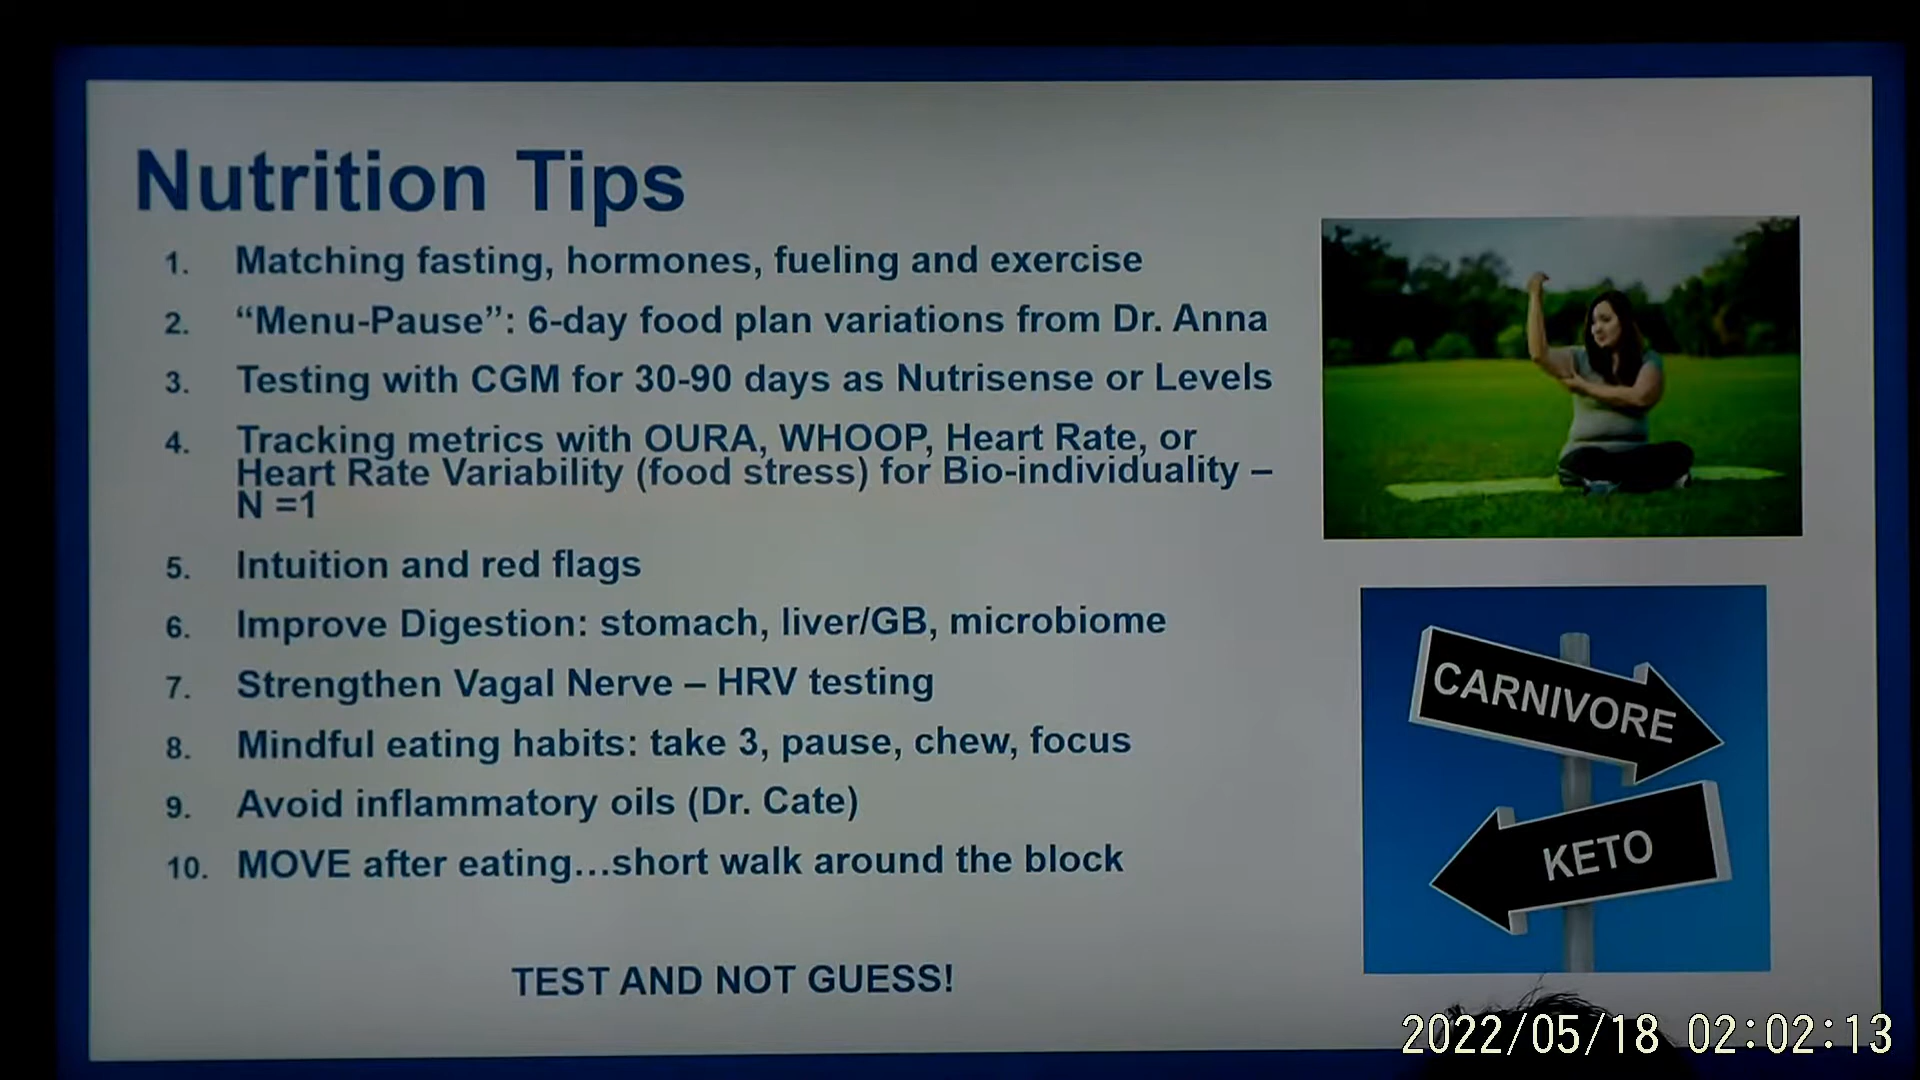 Nutrition Tips
1. Matching fasting, hormones, fueling and exercise
2. “Menu-Pause”: 6-day food plan variations from Dr. Anna
3. Testing with CGM for 30-90 days as Nutrisense or Levels
4. Tracking metrics with OURA, WHOOP, Heart Rate, or
Heart Rate Variability (food stress) for Bio-individuality –
N =1
5. Intuition and red flags
6. Improve Digestion: stomach, liver/GB, microbiome
7. Strengthen Vagal Nerve – HRV testing
8. Mindful eating habits: take 3, pause, chew, focus
9. Avoid inflammatory oils (Dr. Cate)
10. MOVE after eating...short walk around the block
TEST AND NOT GUESS!
CARNIVORE
KETO
2022/05/18 02:02:13